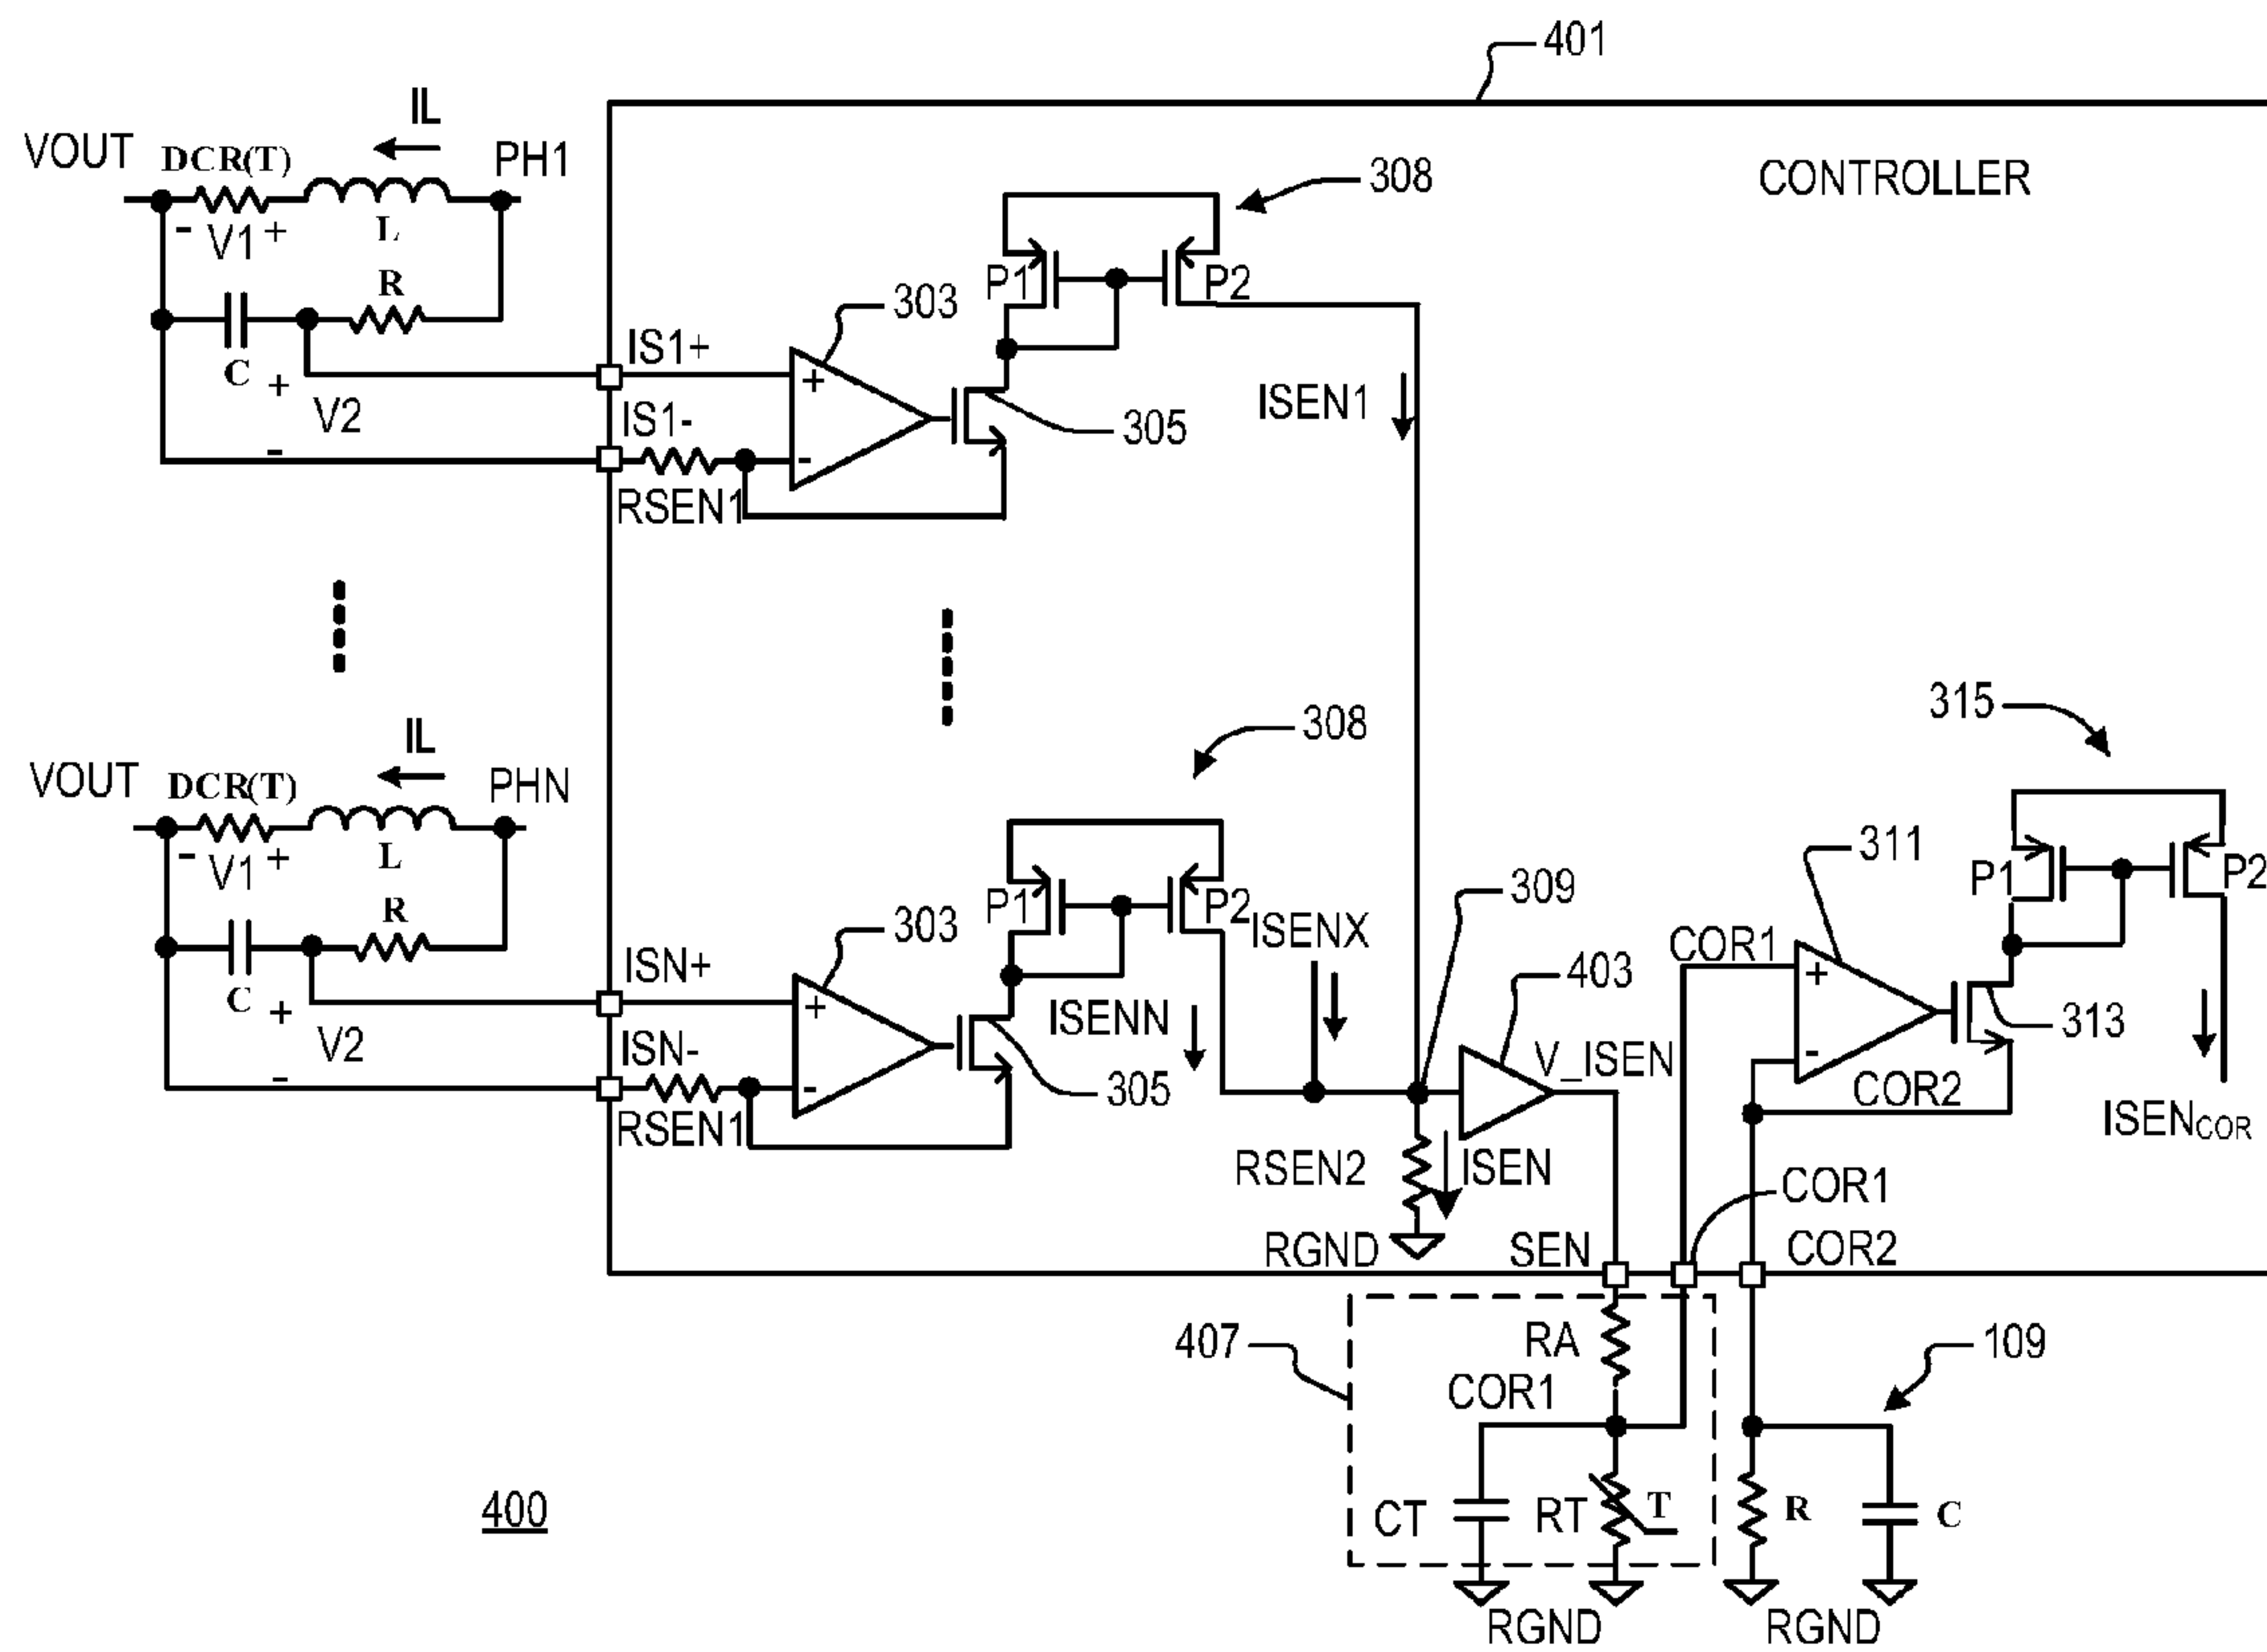 401
IL
VOUT DCR(T) PH1
CONTROLLER
308
- V1 + L
P1 P2
R
303
IS1+
C +
+
ISEN1
V2
IS1-
305
-
-
RSEN1
308
315
IL
VOUT DCR(T) PHN
- V1 + L
P1 P2
311
P1 P2
309
R
303
ISENX
COR1
ISN+
403
C +
+
ISENN
+
313
V2
ISN-
V_ISEN
-
-
-
305
COR2
RSEN1
ISENCOR
RSEN2
ISEN
COR1
RGND
SEN
COR2
407
RA
109
COR1
400
CT
RT
T
R
C
RGND
RGND